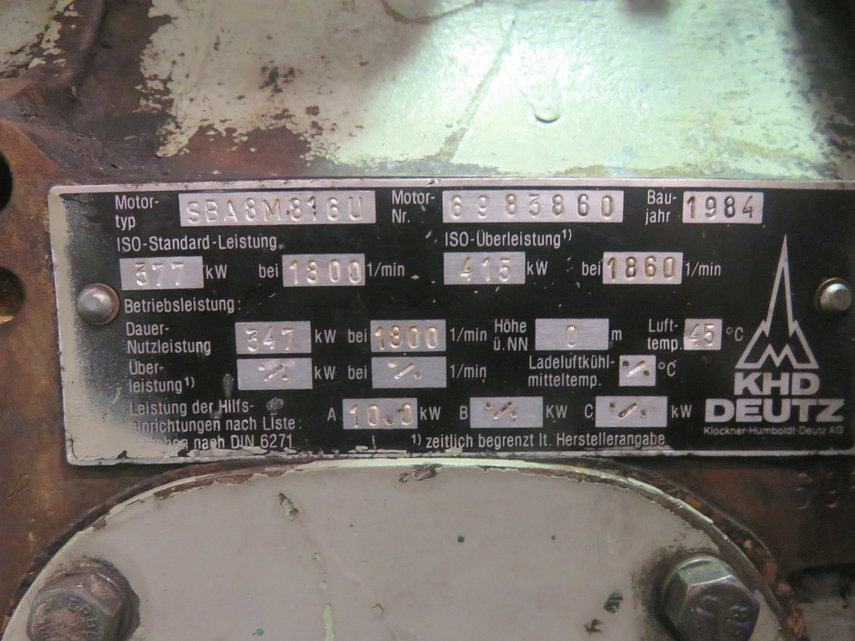 Motor-typ SBA8M816U Motor-Nr. 6983860 Bau-jahr 1984
ISO-Standard-Leistung ISO-Überleistung¹⁾
377 kW bei 1800 1/min 415 kW bei 1860 1/min
Betriebsleistung:
Dauer-Nutzleistung 347 kW bei 1800 1/min Höhe ü.NN 0 m Luft-temp. 45 °C
Über-leistung¹⁾ ·/. kW bei ·/. 1/min Ladeluftkühl-mitteltemp. ·/. °C
Leistung der Hilfs-
einrichtungen nach Liste: A 10.0 kW B ·/. kW C ·/. kW
nach DIN 6271 ¹⁾ zeitlich begrenzt lt. Herstellerangabe
KHD
DEUTZ
Klöckner-Humboldt-Deutz AG